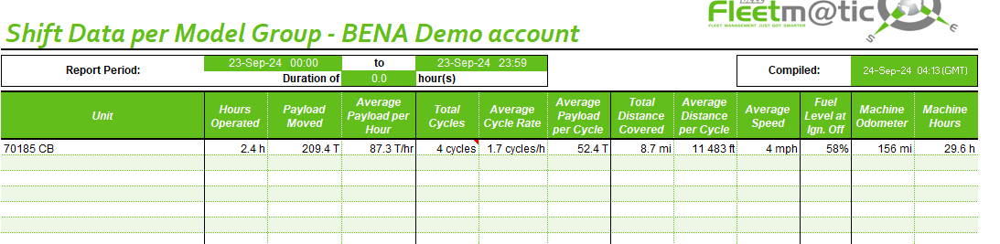 Fleetm@tic
FLEET MANAGEMENT JUST GOT SMARTER
S
E
Shift Data per Model Group - BENA Demo account
Report Period:
23-Sep-24 00:00 to 23-Sep-24 23:59
Duration of 0.0 hour(s)
Compiled: 24-Sep-24 04:13(GMT)
Unit
Hours Operated
Payload Moved
Average Payload per Hour
Total Cycles
Average Cycle Rate
Average Payload per Cycle
Total Distance Covered
Average Distance per Cycle
Average Speed
Fuel Level at Ign. Off
Machine Odometer
Machine Hours
70185 CB 2.4 h 209.4 T 87.3 T/hr 4 cycles 1.7 cycles/h 52.4 T 8.7 mi 11 483 ft 4 mph 58% 156 mi 29.6 h